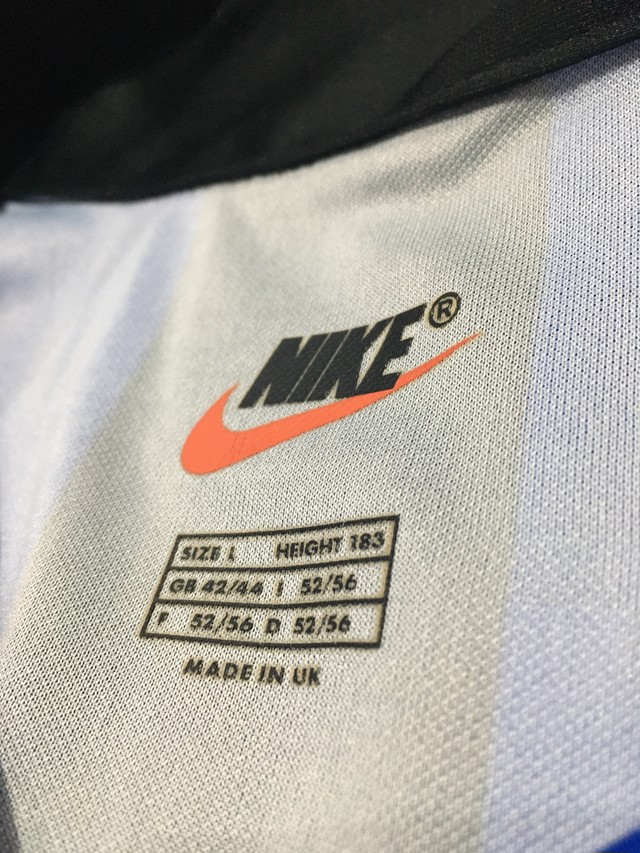 NIKE®
SIZE L HEIGHT 183
GB 42/44 I 52/56
F 52/56 D 52/56
MADE IN UK